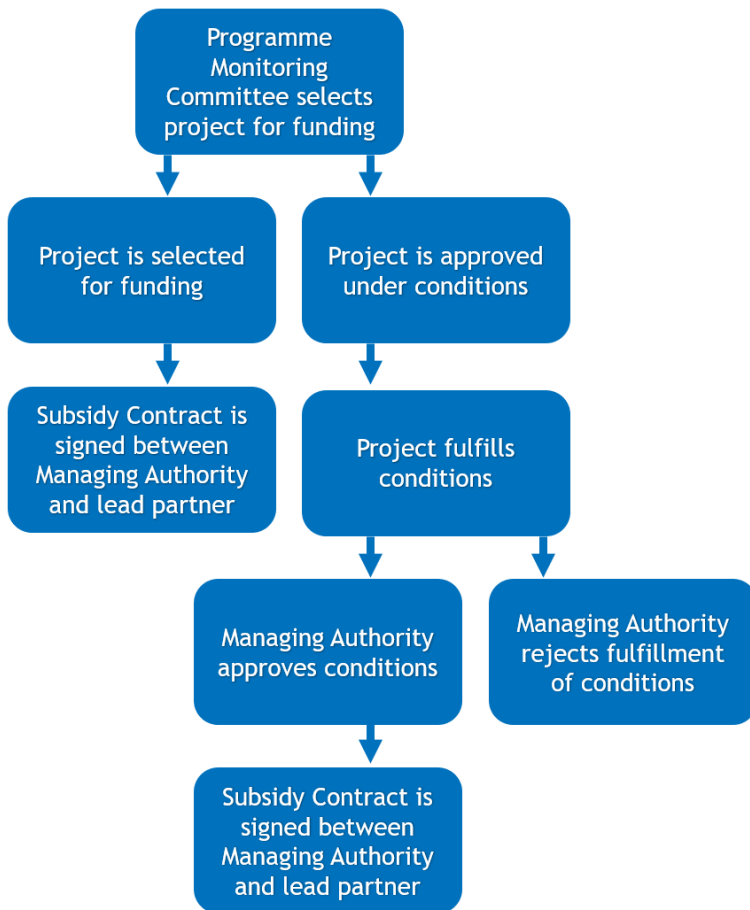 Programme
Monitoring
Committee selects
project for funding
Project is selected
for funding
Project is approved
under conditions
Subsidy Contract is
signed between
Managing Authority
and lead partner
Project fulfills
conditions
Managing Authority
approves conditions
Managing Authority
rejects fulfillment
of conditions
Subsidy Contract is
signed between
Managing Authority
and lead partner